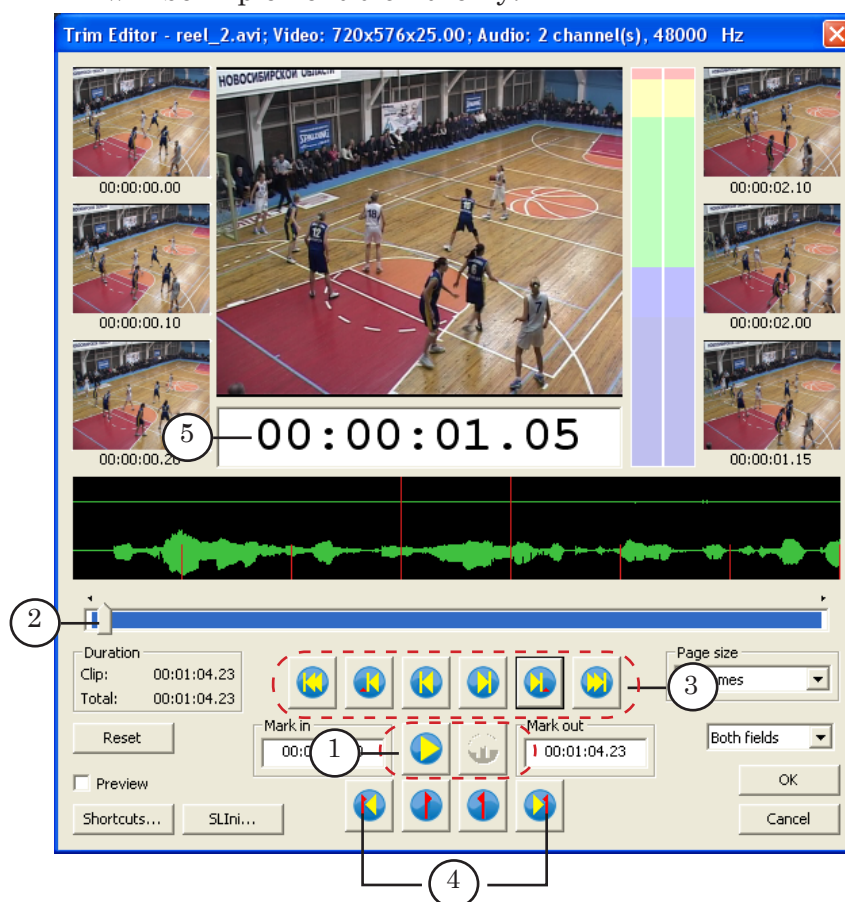 Trim Editor - reel_2.avi; Video: 720x576x25.00; Audio: 2 channel(s), 48000 Hz
НОВОСИБИРСКОЙ ОБЛАСТИ
SPALDING
00:00:00.00
00:00:02.10
00:00:00.10
00:00:02.00
5
00:00:01.05
00:00:00.20
00:00:01.15
2
Duration
Clip: 00:01:04.23
Total: 00:01:04.23
Page size
3
Reset
Mark in
1
Mark out
00:01:04.23
Both fields
Preview
OK
Shortcuts...
SLIni...
Cancel
4